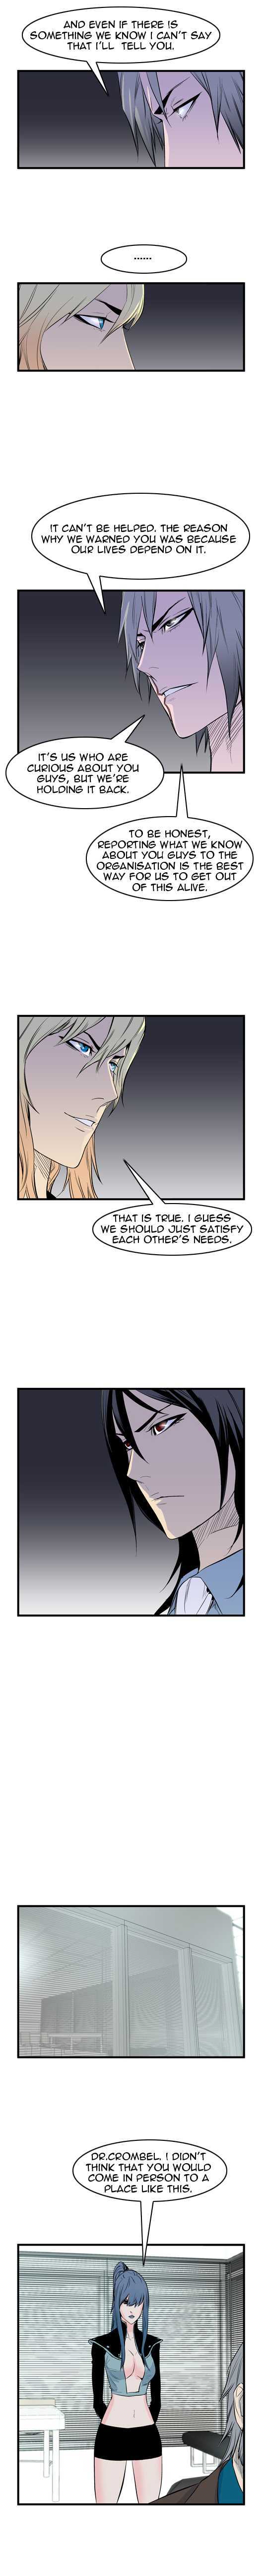 AND EVEN IF THERE IS
SOMETHING WE KNOW I CAN'T SAY
THAT I'LL TELL YOU.
......
IT CAN'T BE HELPED. THE REASON
WHY WE WARNED YOU WAS BECAUSE
OUR LIVES DEPEND ON IT.
IT'S US WHO ARE
CURIOUS ABOUT YOU
GUYS, BUT WE'RE
HOLDING IT BACK.
TO BE HONEST,
REPORTING WHAT WE KNOW
ABOUT YOU GUYS TO THE
ORGANISATION IS THE BEST
WAY FOR US TO GET OUT
OF THIS ALIVE.
THAT IS TRUE. I GUESS
WE SHOULD JUST SATISFY
EACH OTHER'S NEEDS.
DR.CROMBEL. I DIDN'T
THINK THAT YOU WOULD
COME IN PERSON TO A
PLACE LIKE THIS.